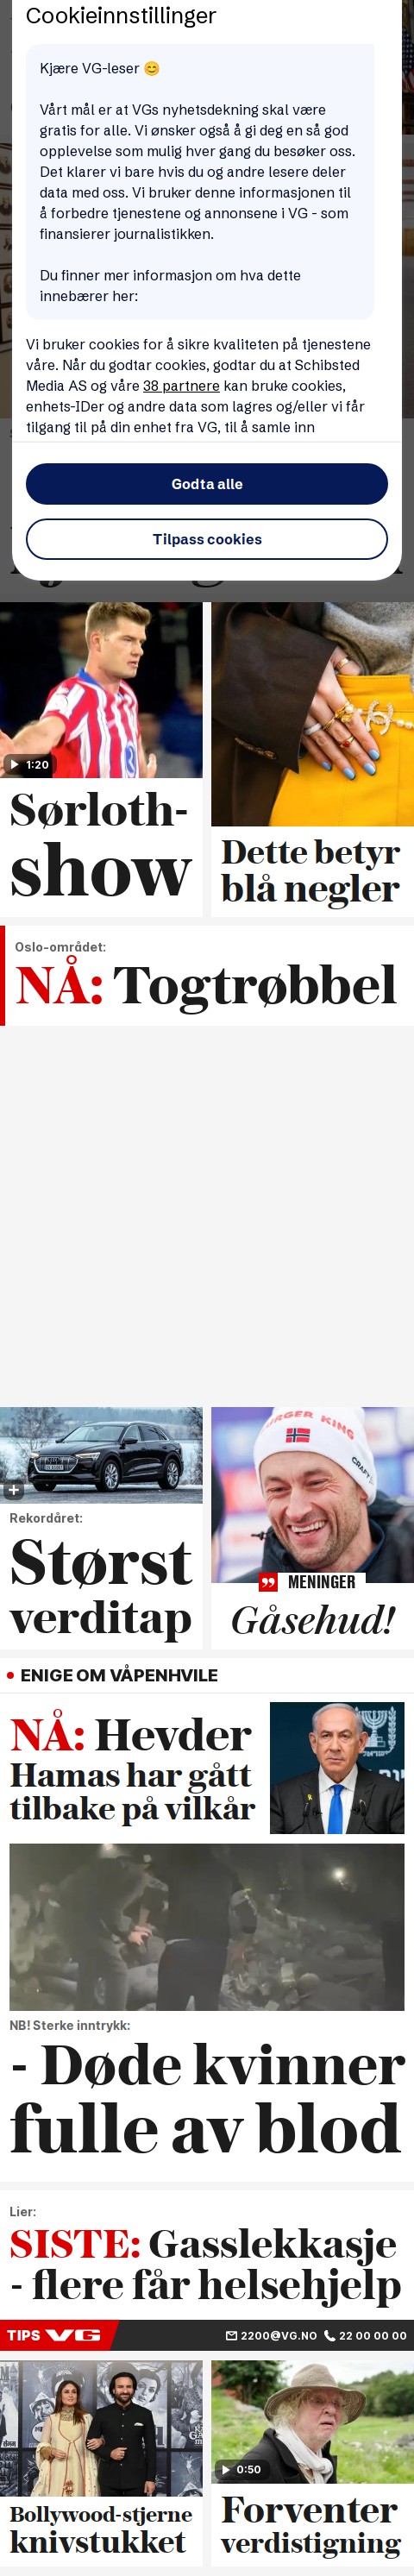 Cookieinnstillinger
Kjære VG-leser 😊
Vårt mål er at VGs nyhetsdekning skal være
gratis for alle. Vi ønsker også å gi deg en så god
opplevelse som mulig hver gang du besøker oss.
Det klarer vi bare hvis du og andre lesere deler
data med oss. Vi bruker denne informasjonen til
å forbedre tjenestene og annonsene i VG - som
finansierer journalistikken.
Du finner mer informasjon om hva dette
innebærer her:
Vi bruker cookies for å sikre kvaliteten på tjenestene
våre. Når du godtar cookies, godtar du at Schibsted
Media AS og våre 38 partnere kan bruke cookies,
enhets-IDer og andre data som lagres og/eller vi får
tilgang til på din enhet fra VG, til å samle inn
Godta alle
Tilpass cookies
1:20
Sørloth-
show
Dette betyr
blå negler
Oslo-området:
NÅ: Togtrøbbel
Rekordåret:
Størst
verditap
BURGER KING
CRAFT
MENINGER
Gåsehud!
ENIGE OM VÅPENHVILE
NÅ: Hevder
Hamas har gått
tilbake på vilkår
NB! Sterke inntrykk:
- Døde kvinner
fulle av blod
Lier:
SISTE: Gasslekkasje
- flere får helsehjelp
TIPS VG 2200@VG.NO 22 00 00 00
Bollywood-stjerne
knivstukket
0:50
Forventer
verdistigning